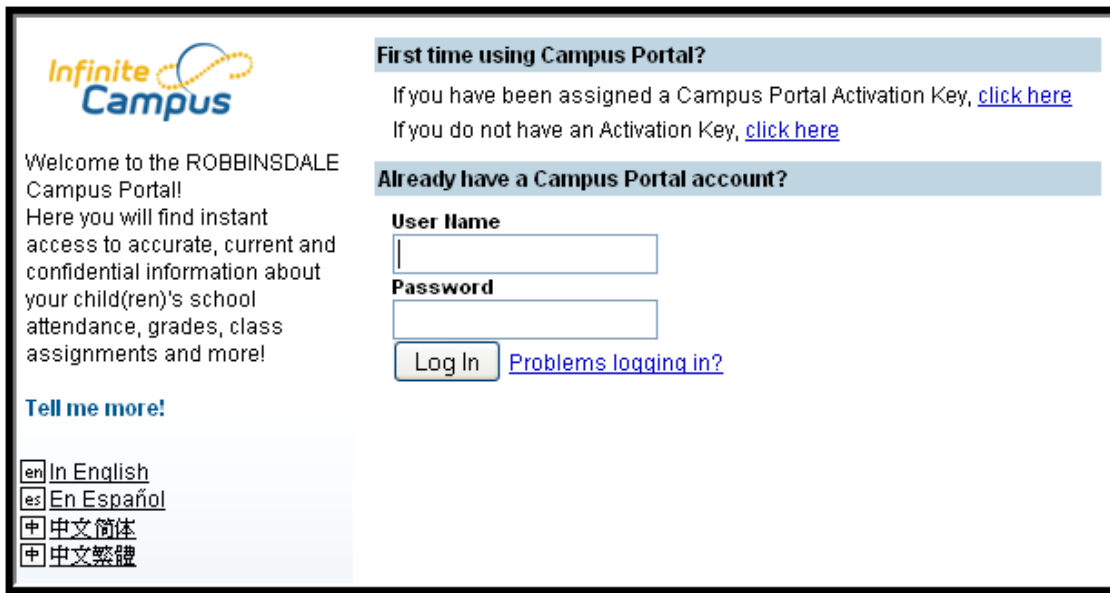 Infinite
Campus
Welcome to the ROBBINSDALE
Campus Portal!
Here you will find instant
access to accurate, current and
confidential information about
your child(ren)'s school
attendance, grades, class
assignments and more!
Tell me more!
en In English
es En Español
中 中文简体
中 中文繁體
First time using Campus Portal?
If you have been assigned a Campus Portal Activation Key, click here
If you do not have an Activation Key, click here
Already have a Campus Portal account?
User Name
Password
Log In Problems logging in?